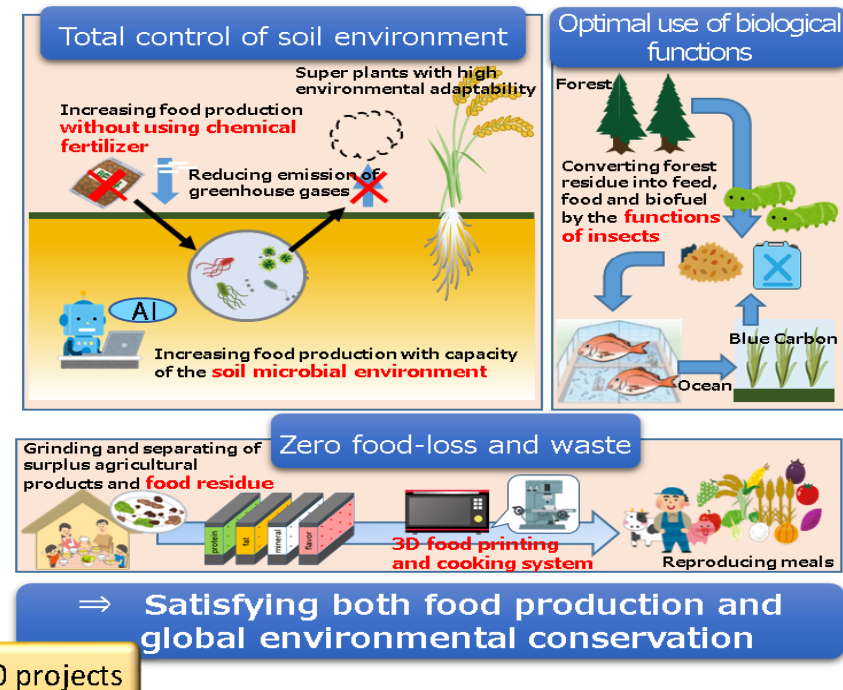 Total control of soil environment
Super plants with high
environmental adaptability
Increasing food production
without using chemical
fertilizer
Reducing emission of
greenhouse gases
AI
Increasing food production with capacity
of the soil microbial environment
Optimal use of biological
functions
Forest
Converting forest
residue into feed,
food and biofuel
by the functions
of insects
Blue Carbon
Ocean
Zero food-loss and waste
Grinding and separating of
surplus agricultural
products and food residue
protein
fat
mineral
flavor
3D food printing
and cooking system
Reproducing meals
⇒ Satisfying both food production and
global environmental conservation
projects